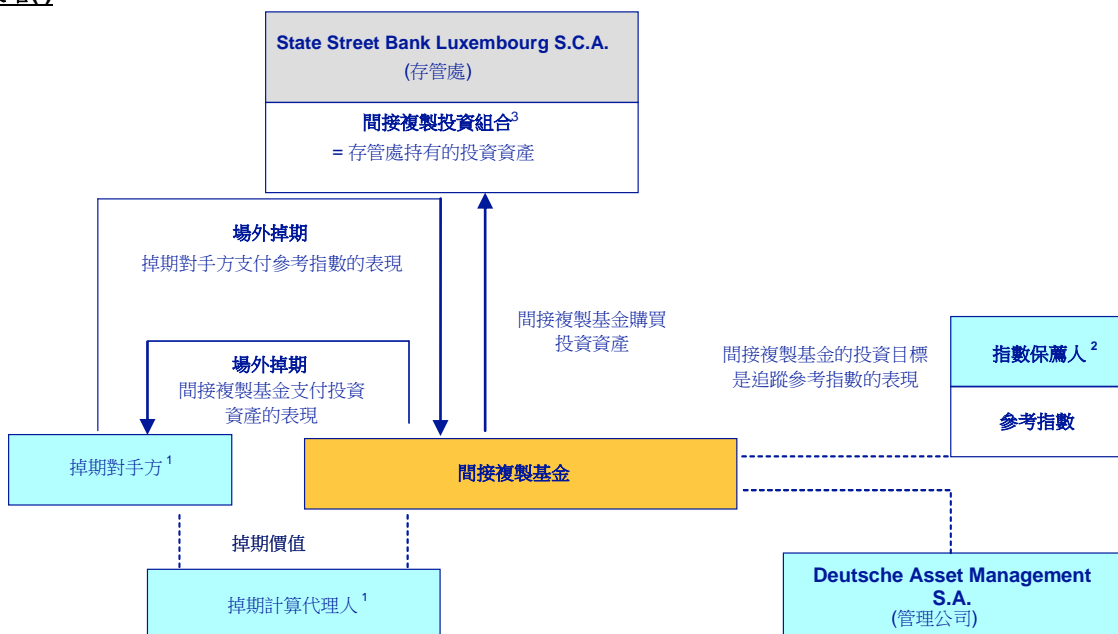 State Street Bank Luxembourg S.C.A.
(存管處)
間接複製投資組合3
= 存管處持有的投資資產
場外掉期
掉期對手方支付參考指數的表現
間接複製基金購買
投資資產
場外掉期
間接複製基金支付投資
資產的表現
間接複製基金的投資目標
是追蹤參考指數的表現
指數保薦人 2
參考指數
掉期對手方 1
間接複製基金
掉期價值
掉期計算代理人 1
Deutsche Asset Management
S.A.
(管理公司)